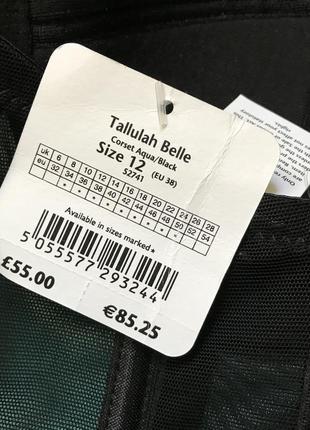 Tallulah Belle
Corset Aqua/Black
Size 12 (EU 38)
52741
uk 6 8 10 12 14 16 18 20 22 24 26 28
eu 32 34 36 38 40 42 44 46 48 50 52 54
Available in sizes marked
5 055577 293244
£55.00
€85.25